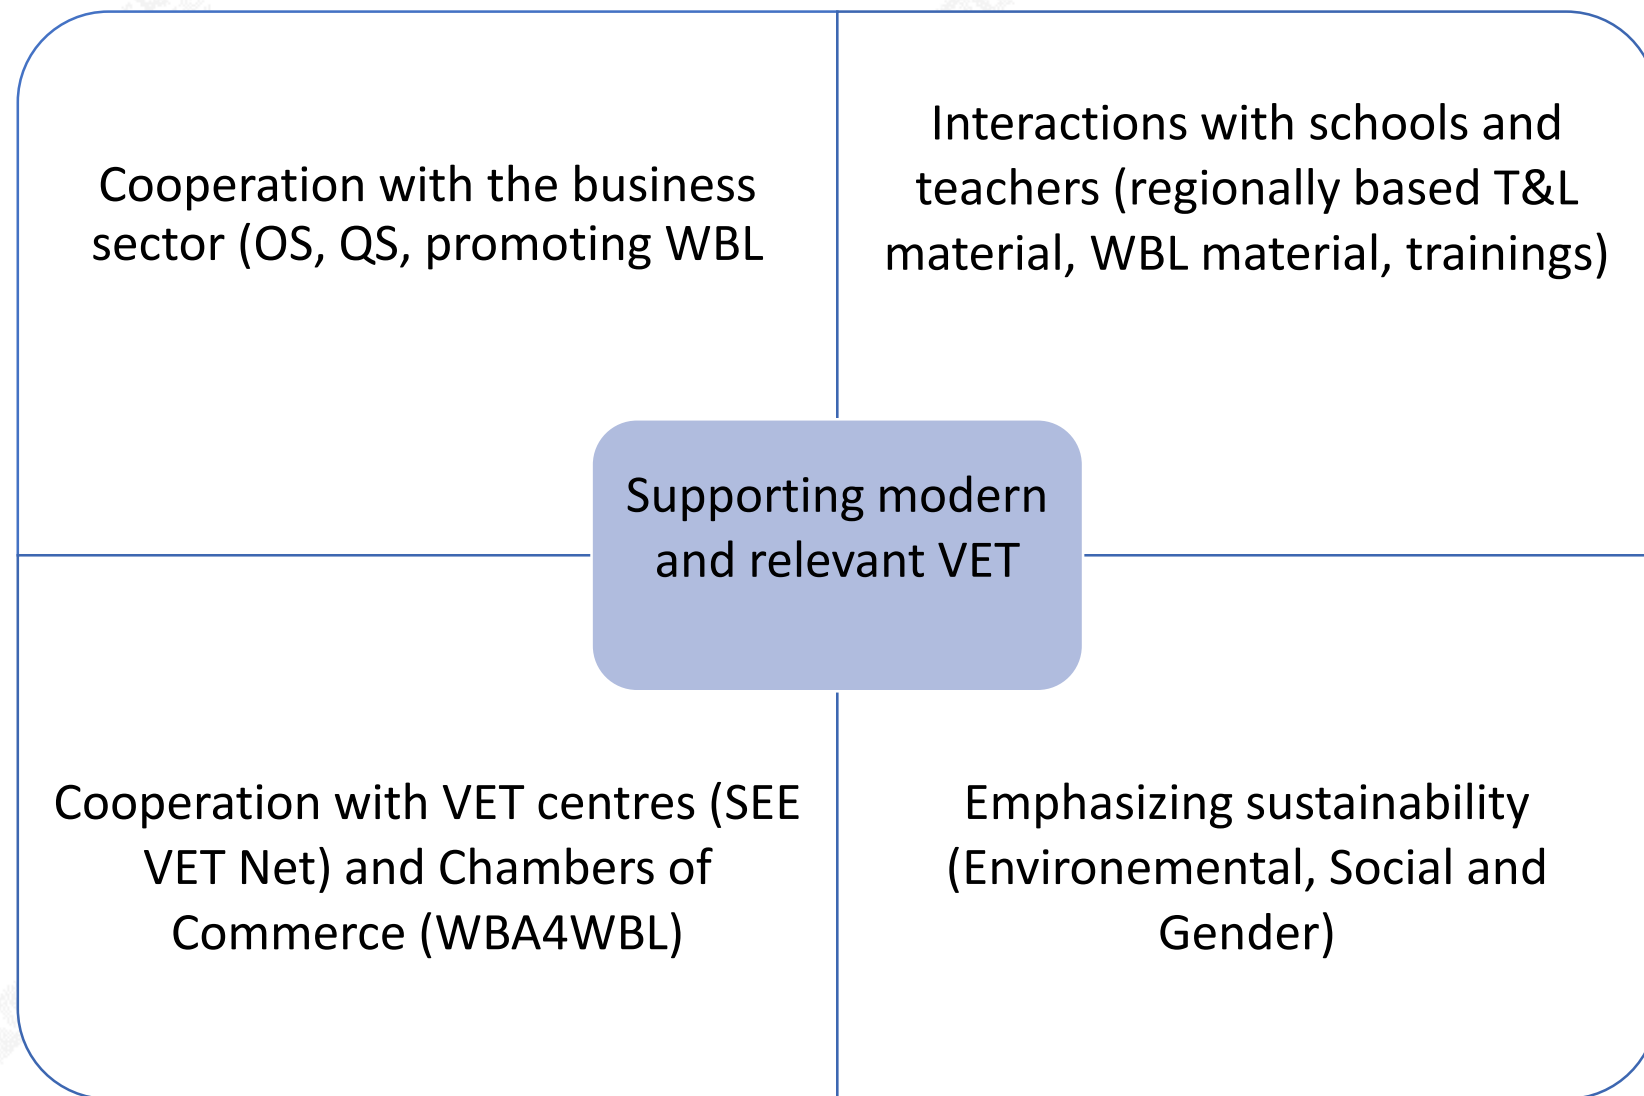 Cooperation with the business
sector (OS, QS, promoting WBL
Interactions with schools and
teachers (regionally based T&L
material, WBL material, trainings)
Supporting modern
and relevant VET
Cooperation with VET centres (SEE
VET Net) and Chambers of
Commerce (WBA4WBL)
Emphasizing sustainability
(Environemental, Social and
Gender)